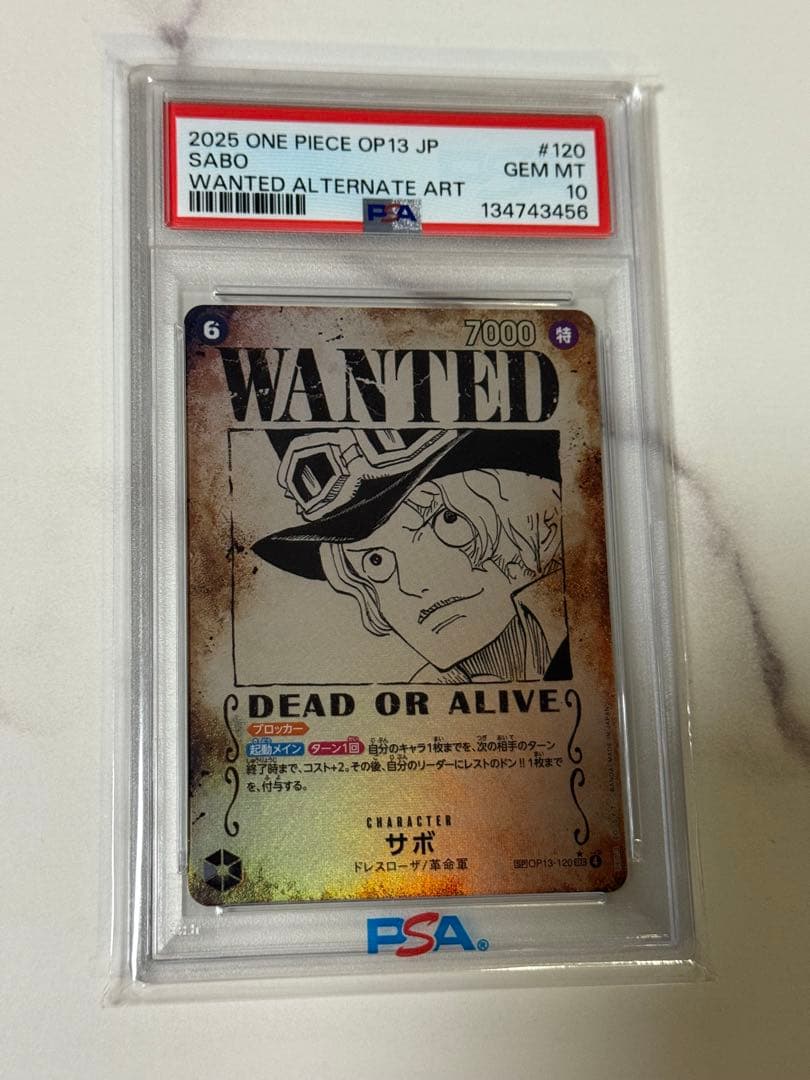 2025 ONE PIECE OP13 JP #120
SABO GEM MT
WANTED ALTERNATE ART 10
PSA 134743456
6 7000 特
WANTED
DEAD OR ALIVE
ブロッカー
起動メイン ターン1回 自分のキャラ1枚までを、次の相手のターン
終了時まで、コスト+2。その後、自分のリーダーにレストのドン!!1枚まで
を、付与する。
CHARACTER
サボ
ドレスローザ/革命軍
OP13-120 4
PSA®